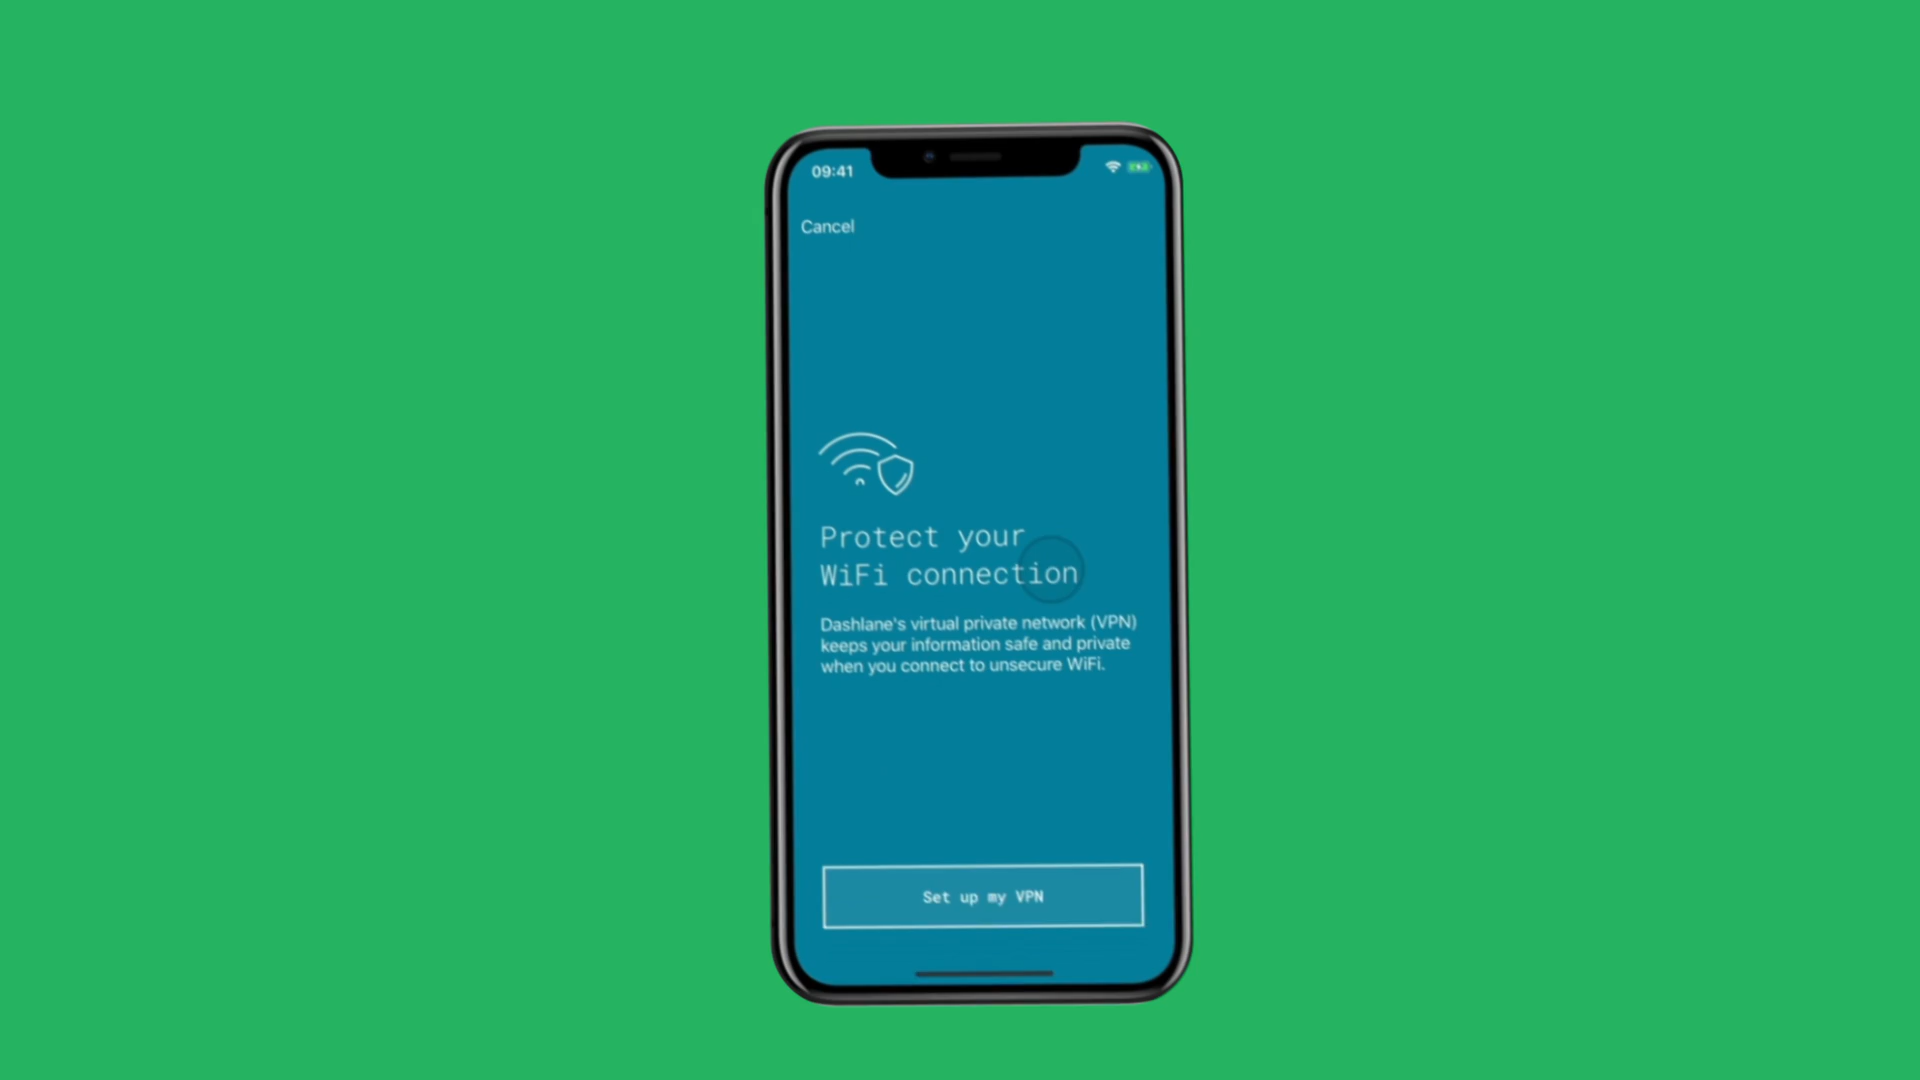 09:41
Cancel
Protect your
WiFi connection
Dashlane's virtual private network (VPN)
keeps your information safe and private
when you connect to unsecure WiFi.
Set up my VPN